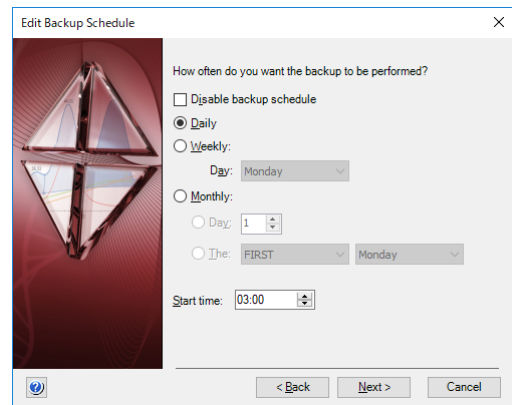 Edit Backup Schedule
How often do you want the backup to be performed?
Disable backup schedule
Daily
Weekly:
Day: Monday
Monthly:
Day: 1
The: FIRST Monday
Start time: 03:00
< Back Next > Cancel